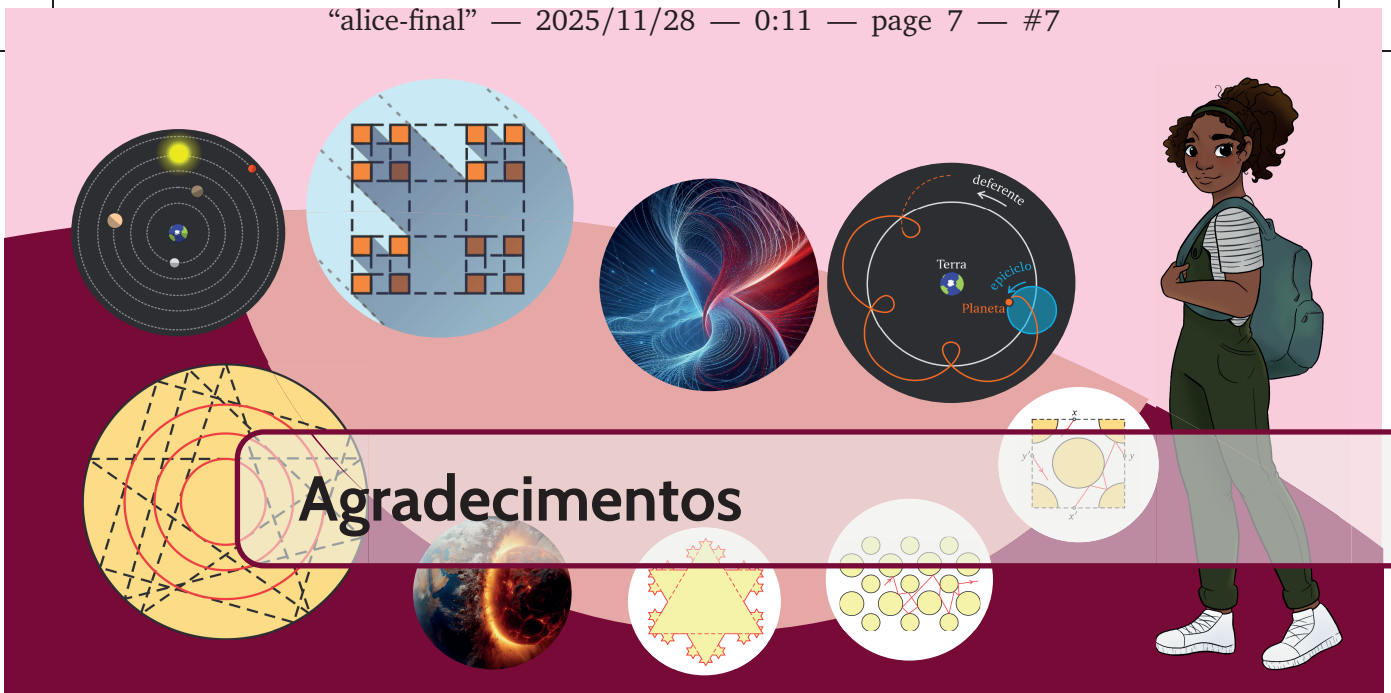 “alice-final” — 2025/11/28 — 0:11 — page 7 — #7
deferente
Terra
epiciclo
Planeta
x
y
y
x
Agradecimentos